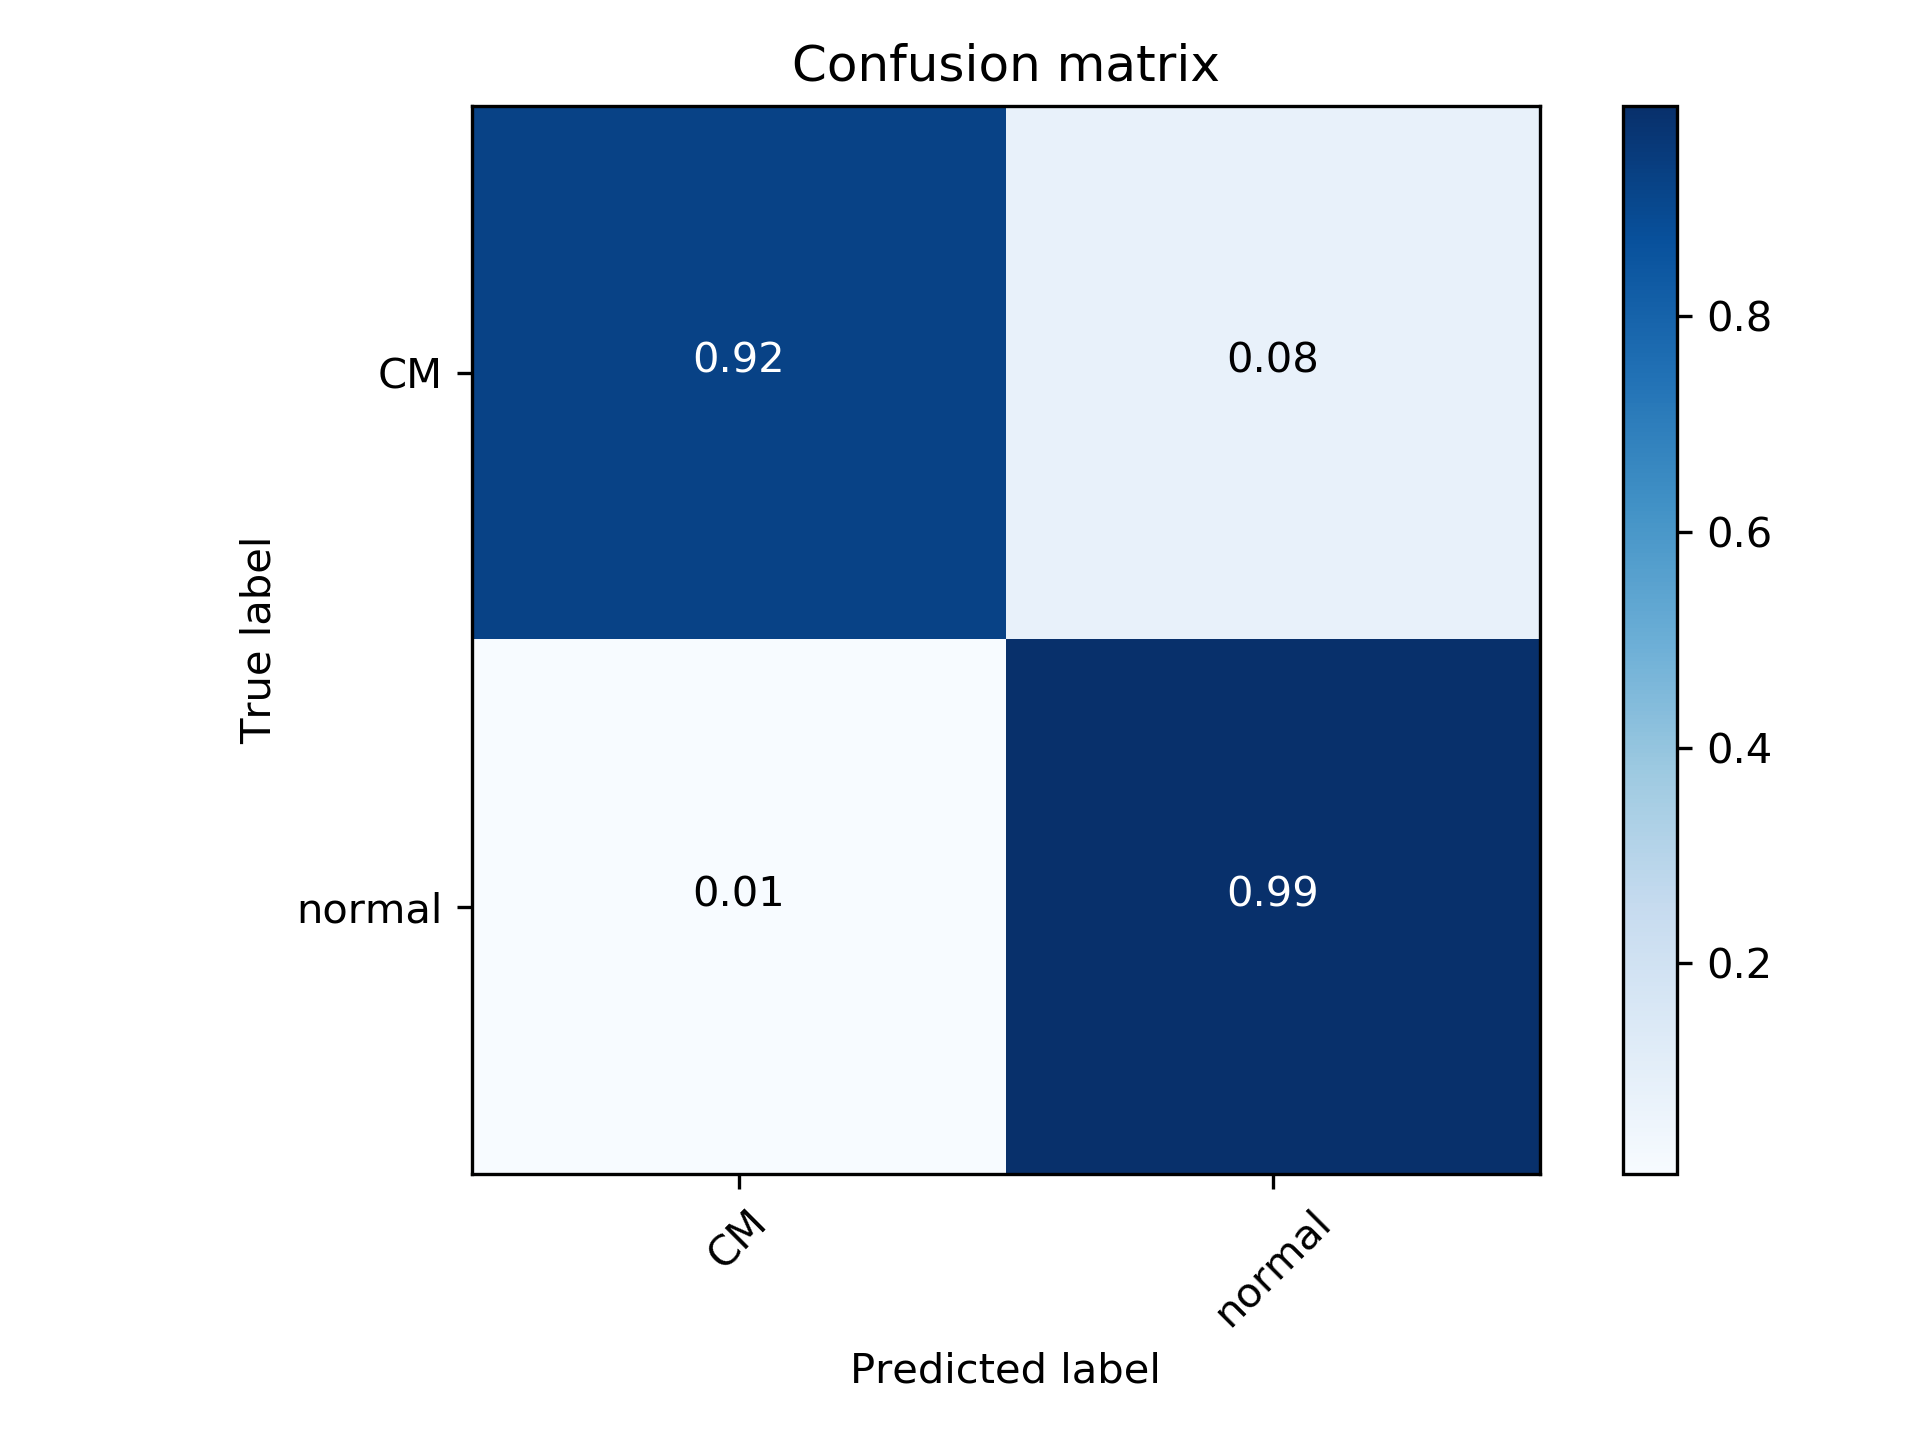 Confusion matrix
True label
CM
normal
0.92
0.08
0.01
0.99
CM
normal
Predicted label
0.8
0.6
0.4
0.2